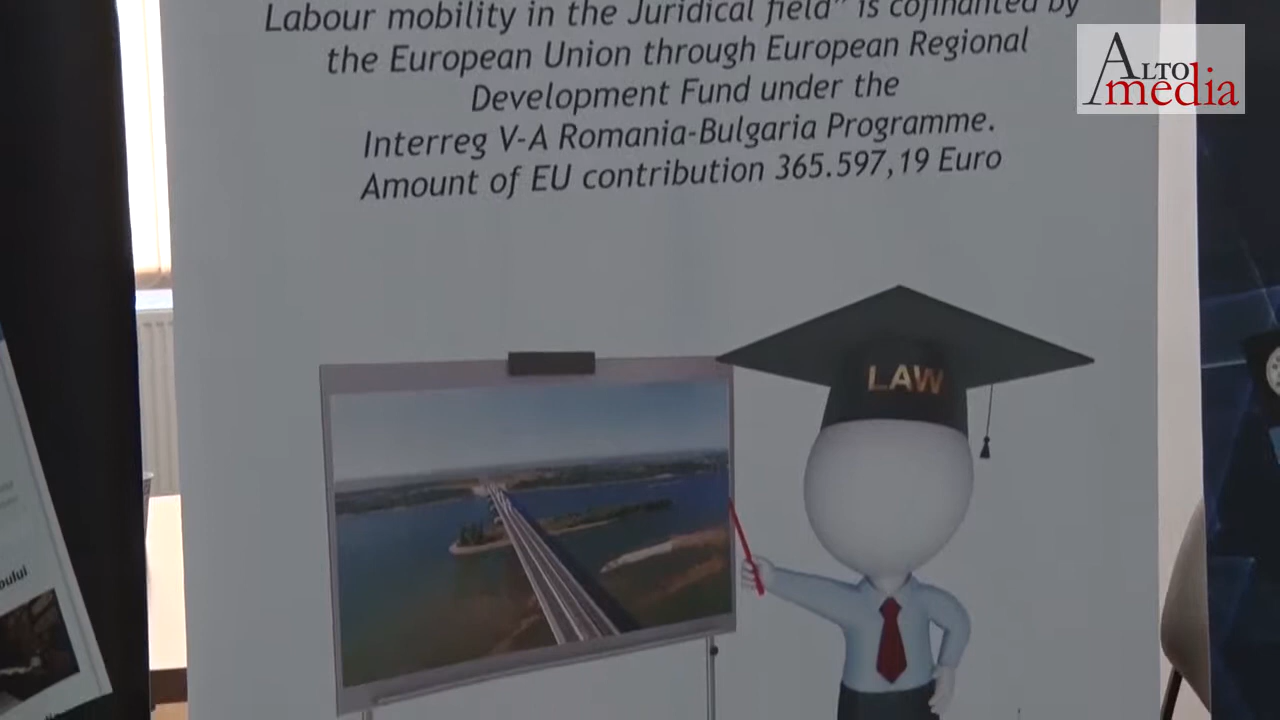 Labour mobility in the Juridical field" is cofinanted by
the European Union through European Regional
Development Fund under the
Interreg V-A Romania-Bulgaria Programme.
Amount of EU contribution 365.597,19 Euro
ALTO
media
LAW